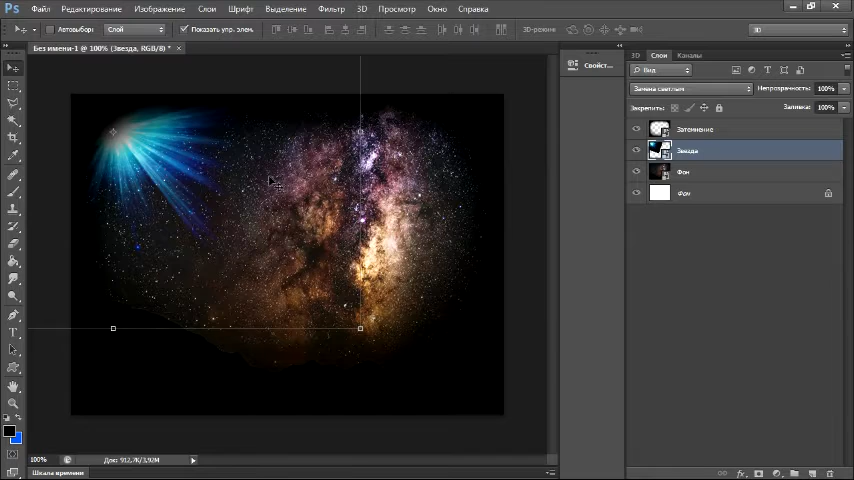 Ps Файл Редактирование Изображение Слои Шрифт Выделение Фильтр 3D Просмотр Окно Справка
Автовыбор: Слой Показать упр. элем. 3D-режим: 3D
Без имени-1 @ 100% (Звезда, RGB/8) * ×
3D Слои Каналы
Свойст...
Вид
Замена светлым Непрозрачность: 100%
Закрепить: Заливка: 100%
Затемнение
Звезда
Фон
Фон
100% Док: 912,7K/3,92M
Шкала времени
fx